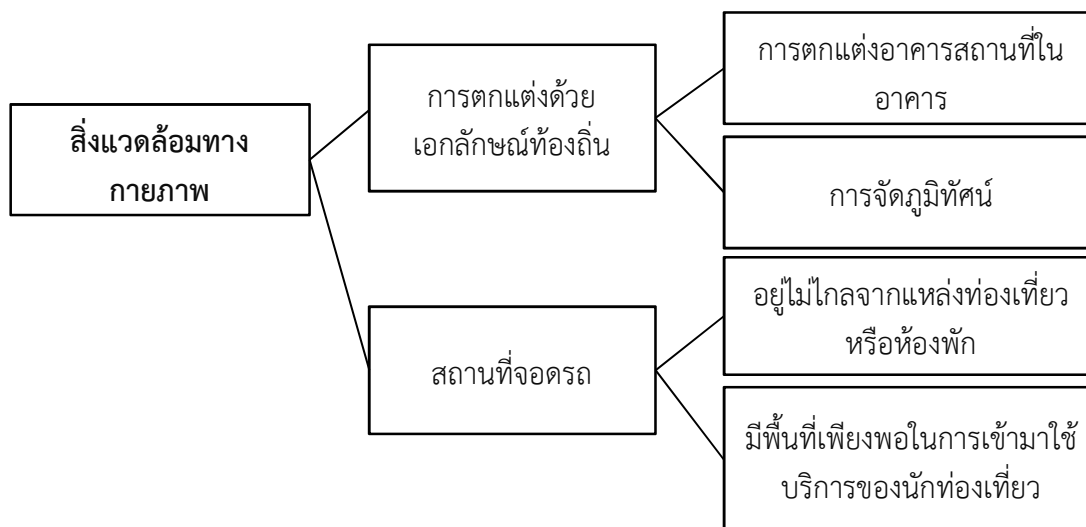 สิ่งแวดล้อมทาง
กายภาพ
การตกแต่งด้วย
เอกลักษณ์ท้องถิ่น
การตกแต่งอาคารสถานที่ใน
อาคาร
การจัดภูมิทัศน์
สถานที่จอดรถ
อยู่ไม่ไกลจากแหล่งท่องเที่ยว
หรือห้องพัก
มีพื้นที่เพียงพอในการเข้ามาใช้
บริการของนักท่องเที่ยว